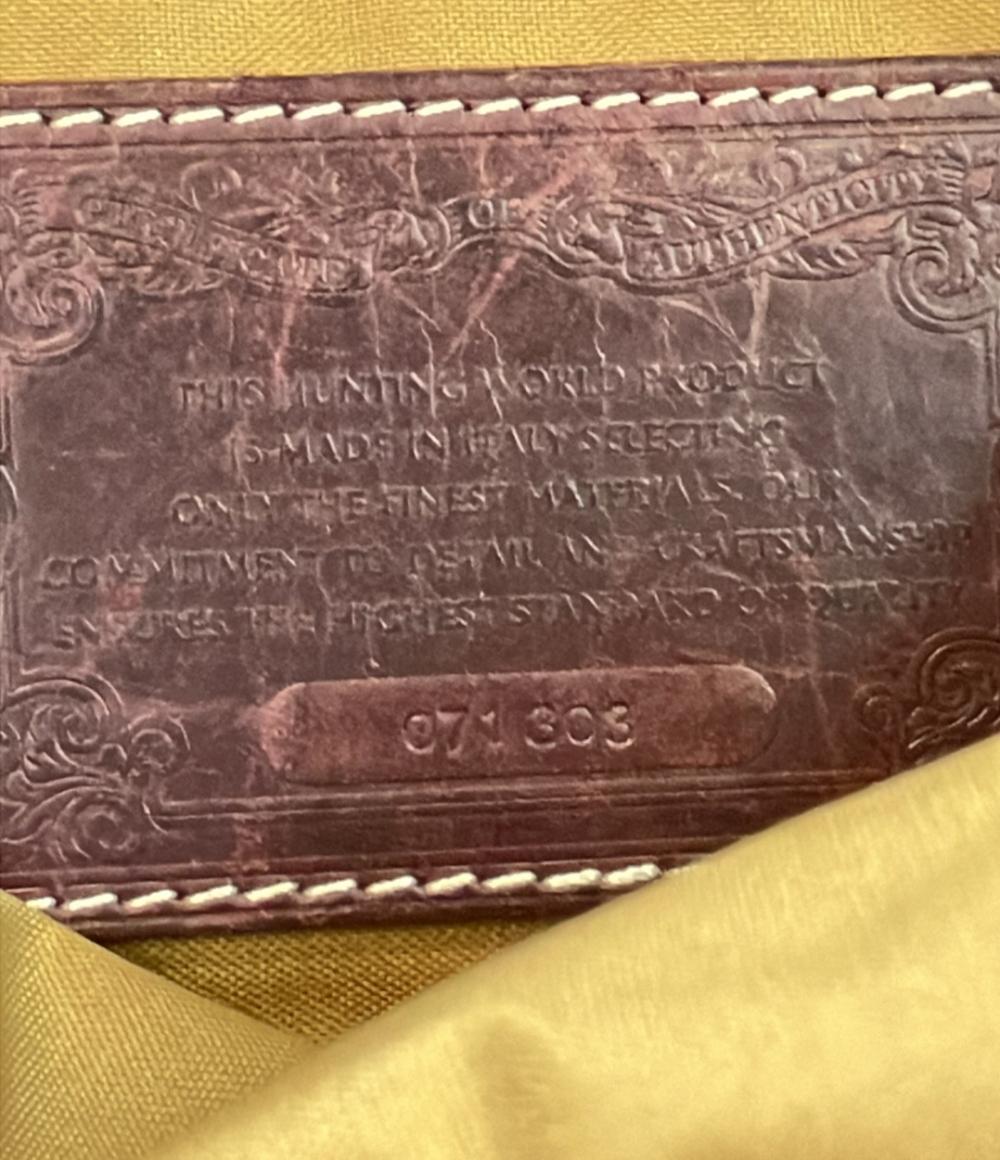 CERTIFICATE OF AUTHENTICITY
THIS HUNTING WORLD PRODUCT
IS MADE IN ITALY SELECTING
ONLY THE FINEST MATERIALS. OUR
COMMITMENT TO DETAIL AND CRAFTSMANSHIP
ENSURES THE HIGHEST STANDARD OF QUALITY
071 303